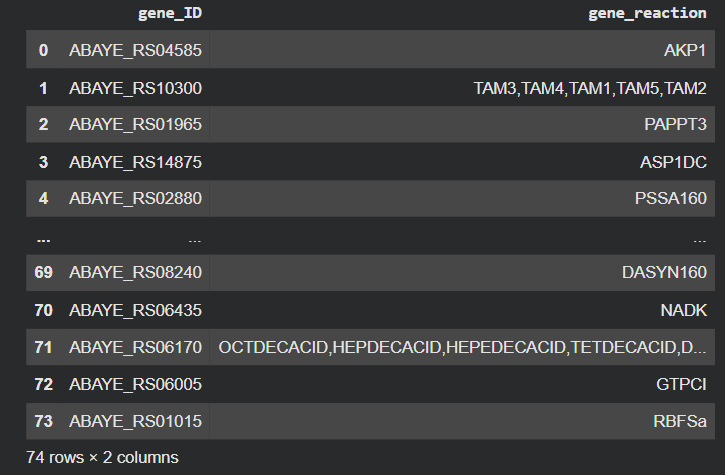 gene_ID gene_reaction
0 ABAYE_RS04585 AKP1
1 ABAYE_RS10300 TAM3,TAM4,TAM1,TAM5,TAM2
2 ABAYE_RS01965 PAPPT3
3 ABAYE_RS14875 ASP1DC
4 ABAYE_RS02880 PSSA160
... ... ...
69 ABAYE_RS08240 DASYN160
70 ABAYE_RS06435 NADK
71 ABAYE_RS06170 OCTDECACID,HEPDECACID,HEPEDECACID,TETDECACID,D...
72 ABAYE_RS06005 GTPCI
73 ABAYE_RS01015 RBFSa
74 rows × 2 columns